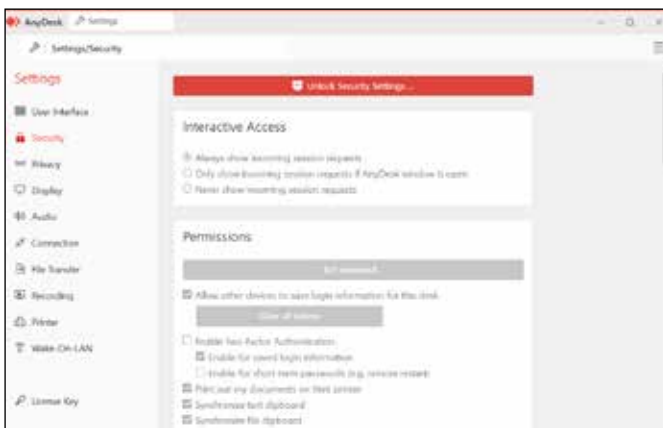 AnyDesk
Settings
Settings/Security
Settings
User Interface
Security
Privacy
Display
Audio
Connection
File Transfer
Recording
Printer
Wake-On-LAN
License Key
Unlock Security Settings...
Interactive Access
Always show incoming session requests
Only show incoming session requests if AnyDesk window is open
Never show incoming session requests
Permissions
Allow other devices to save login information for this desk
Clear all tokens
Enable Two-Factor Authentication
Enable for saved login information
Enable for short term passwords (e.g. remote restart)
Print out my documents on their printer
Synchronize text clipboard
Synchronize file clipboard